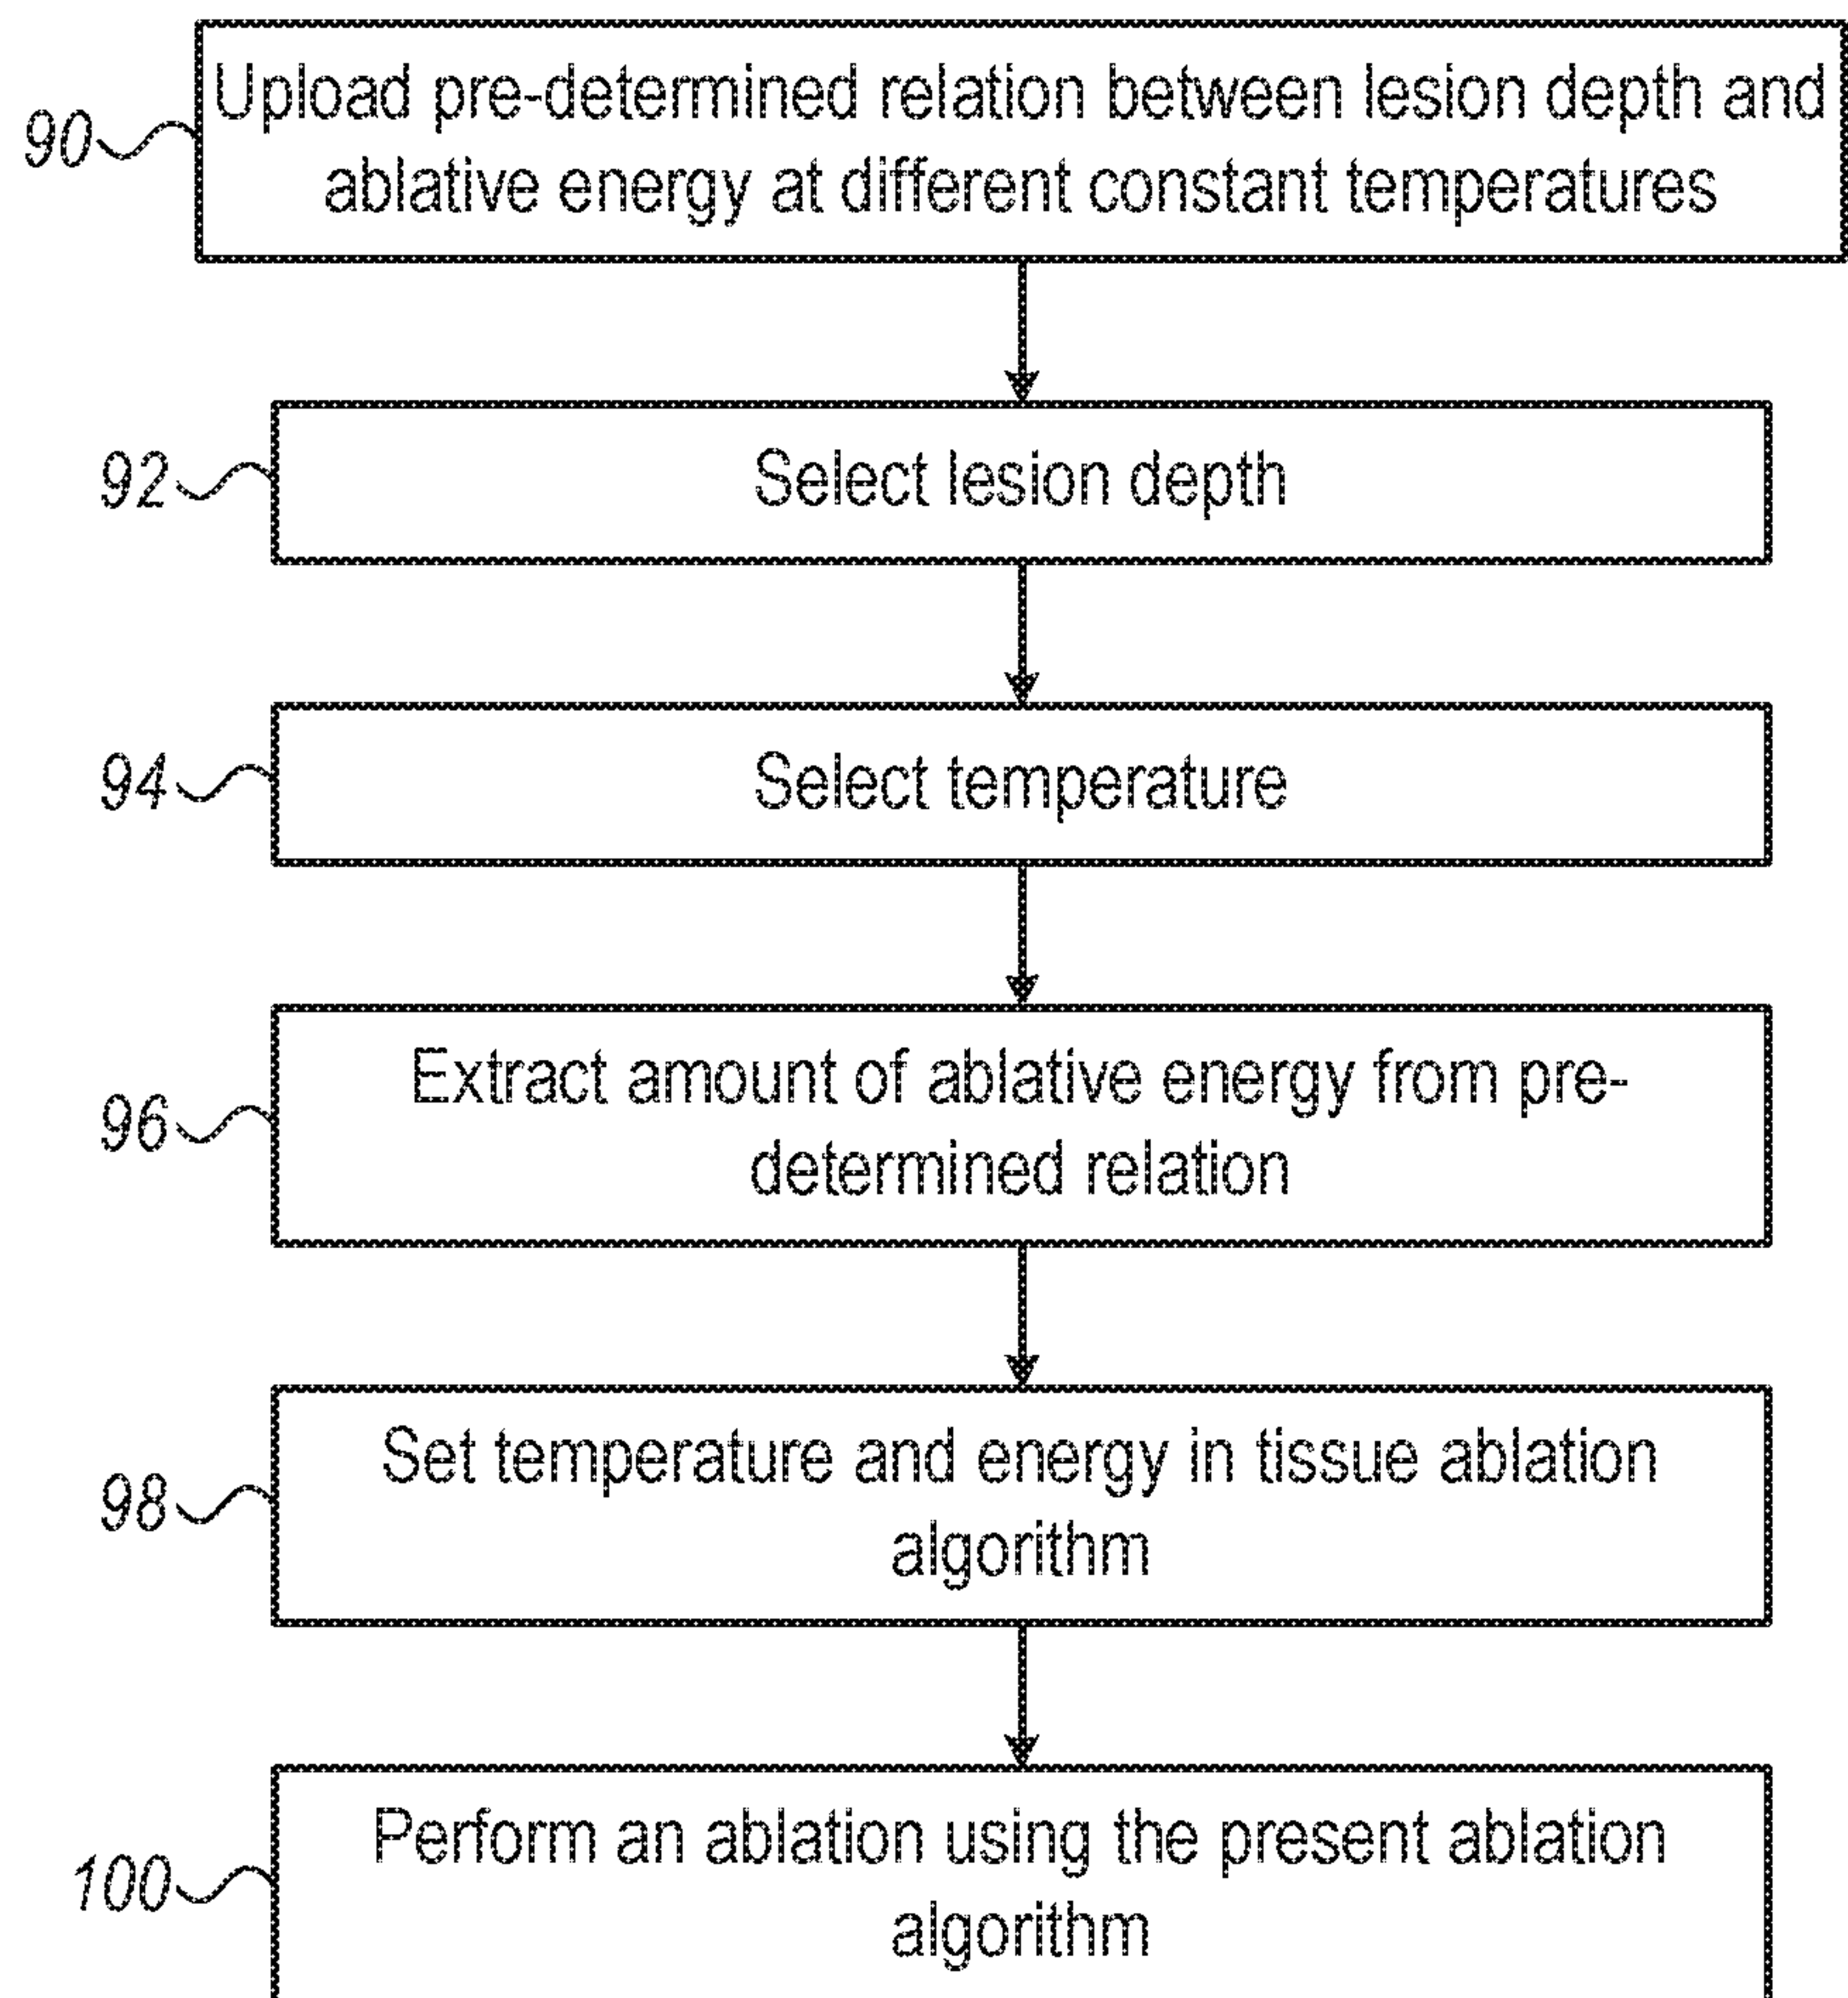 90
Upload pre-determined relation between lesion depth and
ablative energy at different constant temperatures
92
Select lesion depth
94
Select temperature
96
Extract amount of ablative energy from pre-
determined relation
98
Set temperature and energy in tissue ablation
algorithm
100
Perform an ablation using the present ablation
algorithm